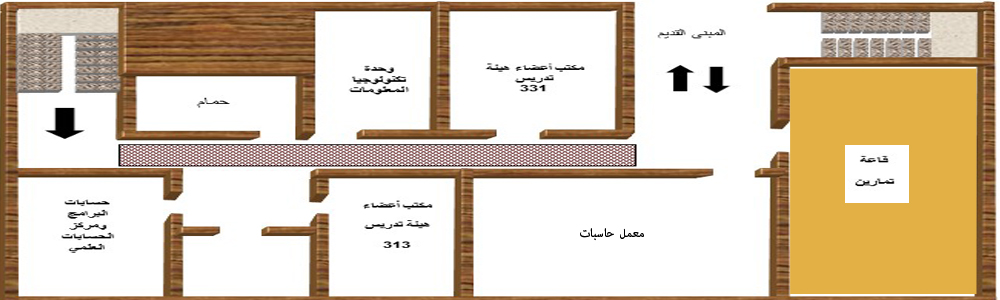 المبنى القديم
مكتب أعضاء هيئة
تدريس
331
وحدة
تكنولوجيا
المعلومات
حمام
قاعة
تمارين
معمل حاسبات
مكتب أعضاء
هيئة تدريس
313
حسابات
البرامج
ومركز
الحسابات
العلمي